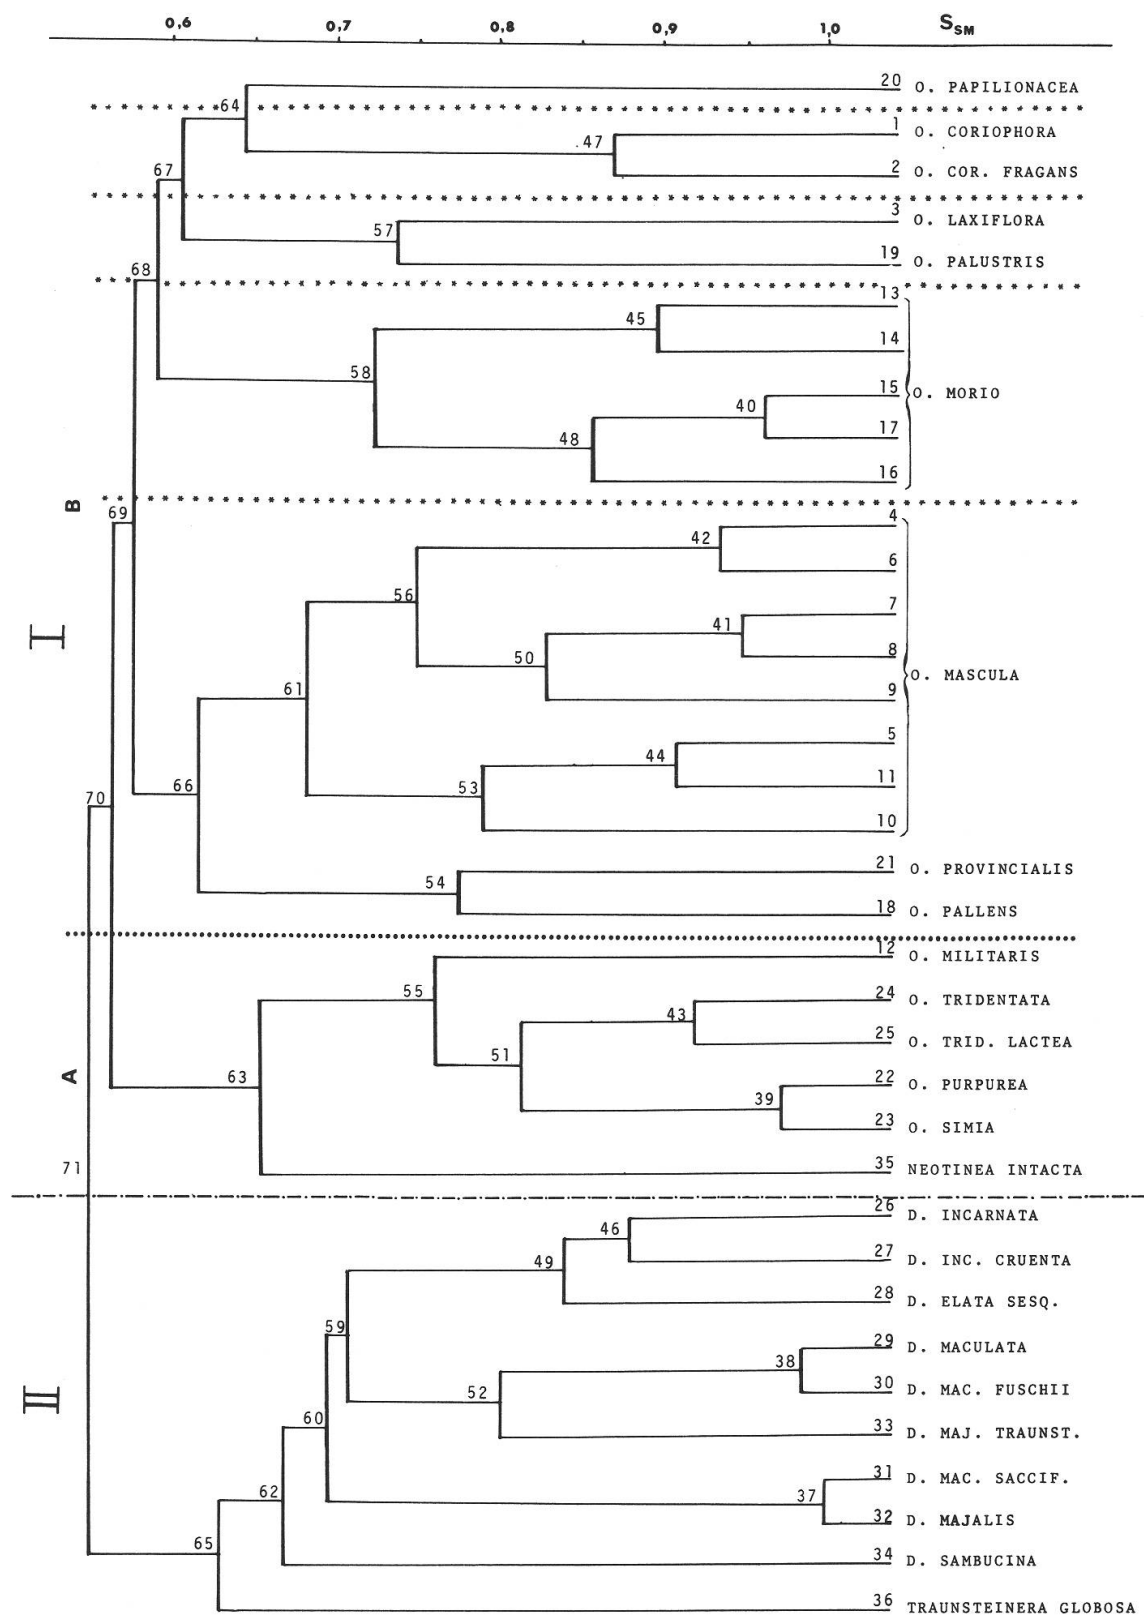 0,6 0,7 0,8 0,9 1,0 S SM
20 O. PAPILIONACEA
64
1 O. CORIOPHORA
47
2 O. COR. FRAGANS
67
3 O. LAXIFLORA
57
19 O. PALUSTRIS
68
13
45
14
58
15 O. MORIO
40
17
48
16
B
69
4
42
6
56
7
41
8
50
O. MASCULA
9
61
5
44
11
66
53
70
10
21 O. PROVINCIALIS
54
18 O. PALLENS
I
12 O. MILITARIS
55
24 O. TRIDENTATA
43
25 O. TRID. LACTEA
51
A
63
22 O. PURPUREA
39
23 O. SIMIA
71
35 NEOTINEA INTACTA
26 D. INCARNATA
46
27 D. INC. CRUENTA
49
28 D. ELATA SESQ.
59
29 D. MACULATA
38
30 D. MAC. FUSCHII
52
II
60
33 D. MAJ. TRAUNST.
31 D. MAC. SACCIF.
62
37
32 D. MAJALIS
65
34 D. SAMBUCINA
36 TRAUNSTEINERA GLOBOSA